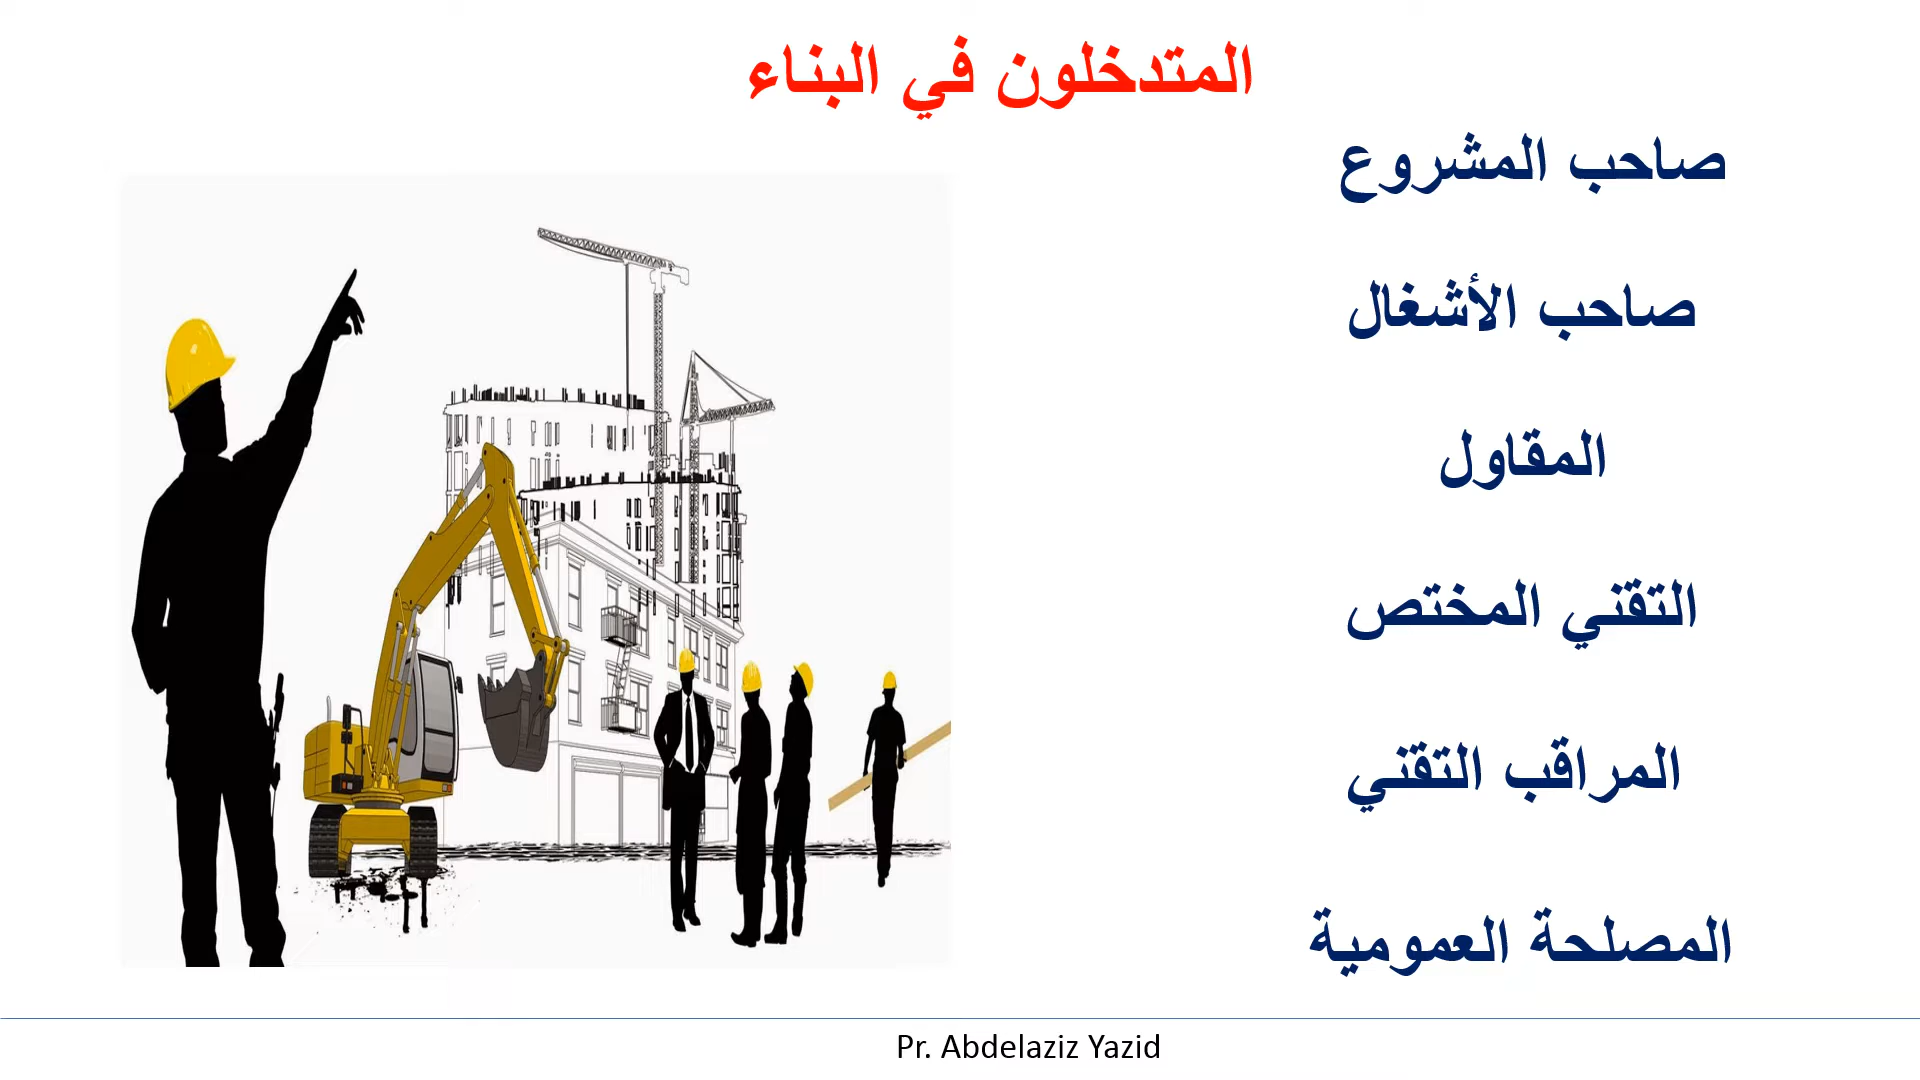 المتدخلون في البناء
صاحب المشروع
صاحب الأشغال
المقاول
التقني المختص
المراقب التقني
المصلحة العمومية
Pr. Abdelaziz Yazid